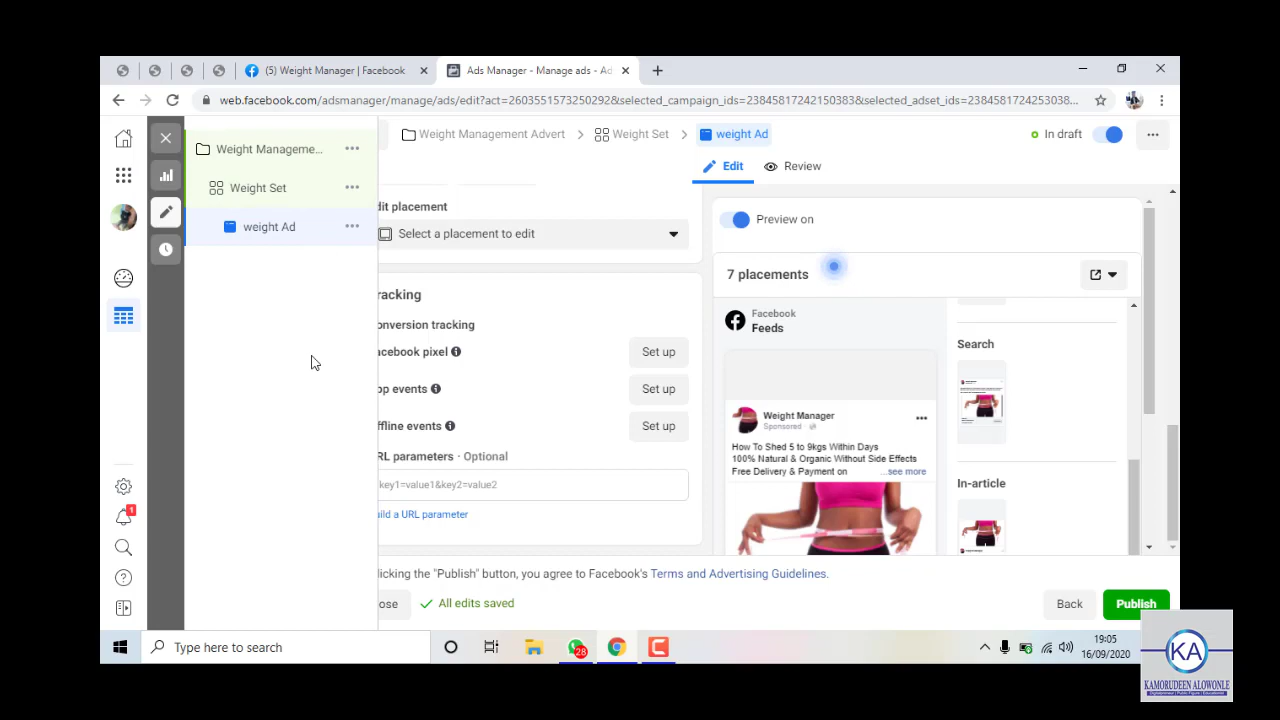 (5) Weight Manager | Facebook
Ads Manager - Manage ads - Ad
web.facebook.com/adsmanager/manage/ads/edit?act=2603551573250292&selected_campaign_ids=23845817242150383&selected_adset_ids=2384581724253038...
Weight Management Advert
Weight Set
weight Ad
In draft
Weight Manageme...
Weight Set
weight Ad
Edit
Review
dit placement
Select a placement to edit
Preview on
7 placements
Facebook
Feeds
Search
In-article
racking
onversion tracking
acebook pixel
Set up
pp events
Set up
ffline events
Set up
RL parameters · Optional
key1=value1&key2=value2
uild a URL parameter
Weight Manager
Sponsored ·
How To Shed 5 to 9kgs Within Days
100% Natural & Organic Without Side Effects
Free Delivery & Payment on ...see more
licking the "Publish" button, you agree to Facebook's Terms and Advertising Guidelines.
ose
All edits saved
Back
Publish
1
Type here to search
28
19:05
16/09/2020
KA
KAMORUDEEN ALOWONLE